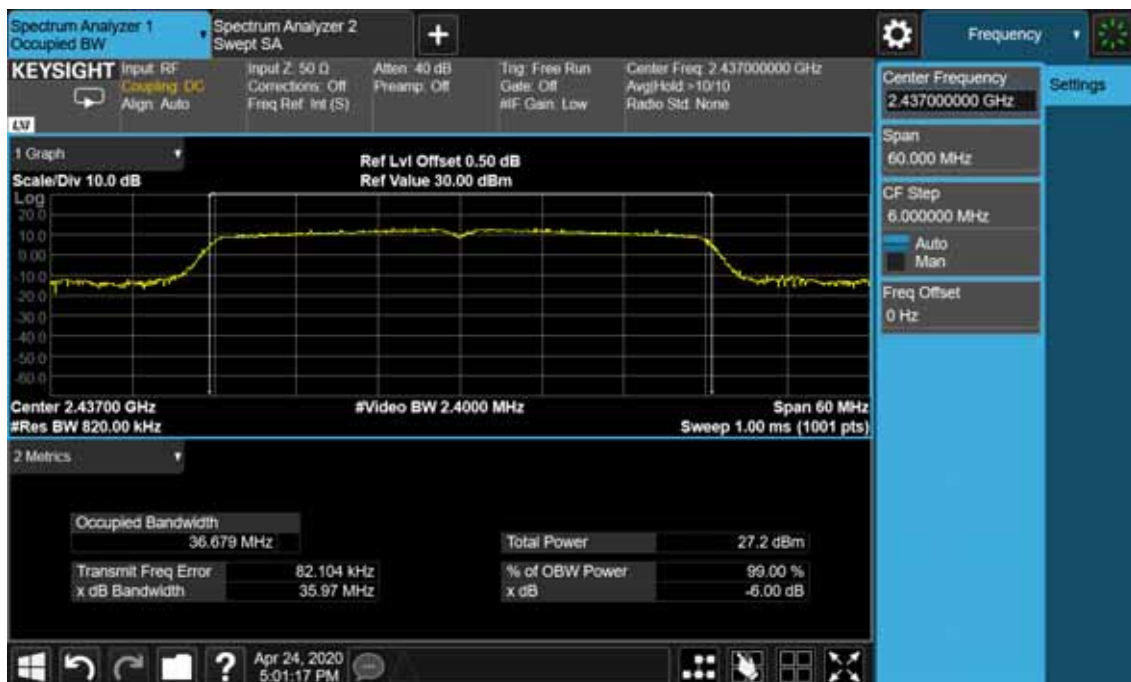 Spectrum Analyzer 1
Occupied BW
Spectrum Analyzer 2
Swept SA
Frequency
KEYSIGHT
Input: RF
Coupling: DC
Align: Auto
Input Z: 50 Ω
Corrections: Off
Freq Ref: Int (S)
Atten: 40 dB
Preamp: Off
Trig: Free Run
Gate: Off
#IF Gain: Low
Center Freq: 2.437000000 GHz
Avg|Hold:>10/10
Radio Std: None
LXI
Center Frequency
2.437000000 GHz
Settings
Span
60.000 MHz
CF Step
6.000000 MHz
Auto
Man
Freq Offset
0 Hz
1 Graph
Scale/Div 10.0 dB
Ref Lvl Offset 0.50 dB
Ref Value 30.00 dBm
Log
20.0
10.0
0.00
-10.0
-20.0
-30.0
-40.0
-50.0
-60.0
Center 2.43700 GHz
#Video BW 2.4000 MHz
Span 60 MHz
#Res BW 820.00 kHz
Sweep 1.00 ms (1001 pts)
2 Metrics
Occupied Bandwidth
36.679 MHz
Total Power 27.2 dBm
Transmit Freq Error 82.104 kHz
% of OBW Power 99.00 %
x dB Bandwidth 35.97 MHz
x dB -6.00 dB
?
Apr 24, 2020
5:01:17 PM